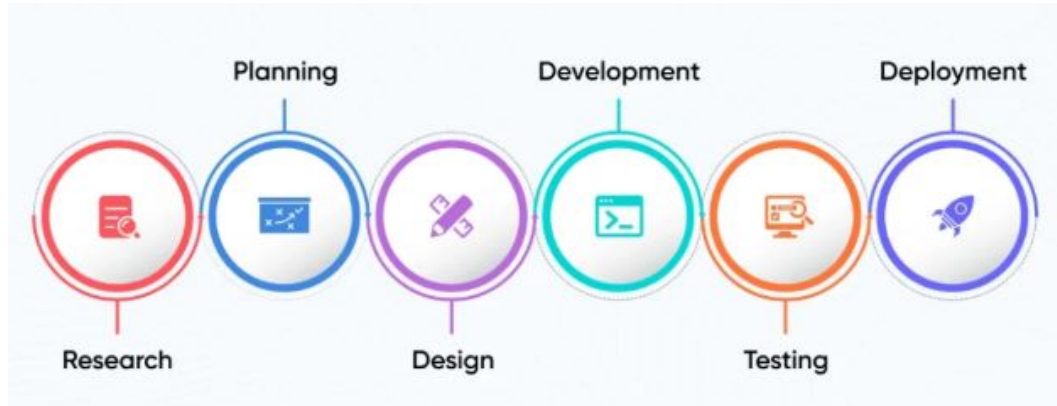 Planning
Development
Deployment
Research
Design
Testing